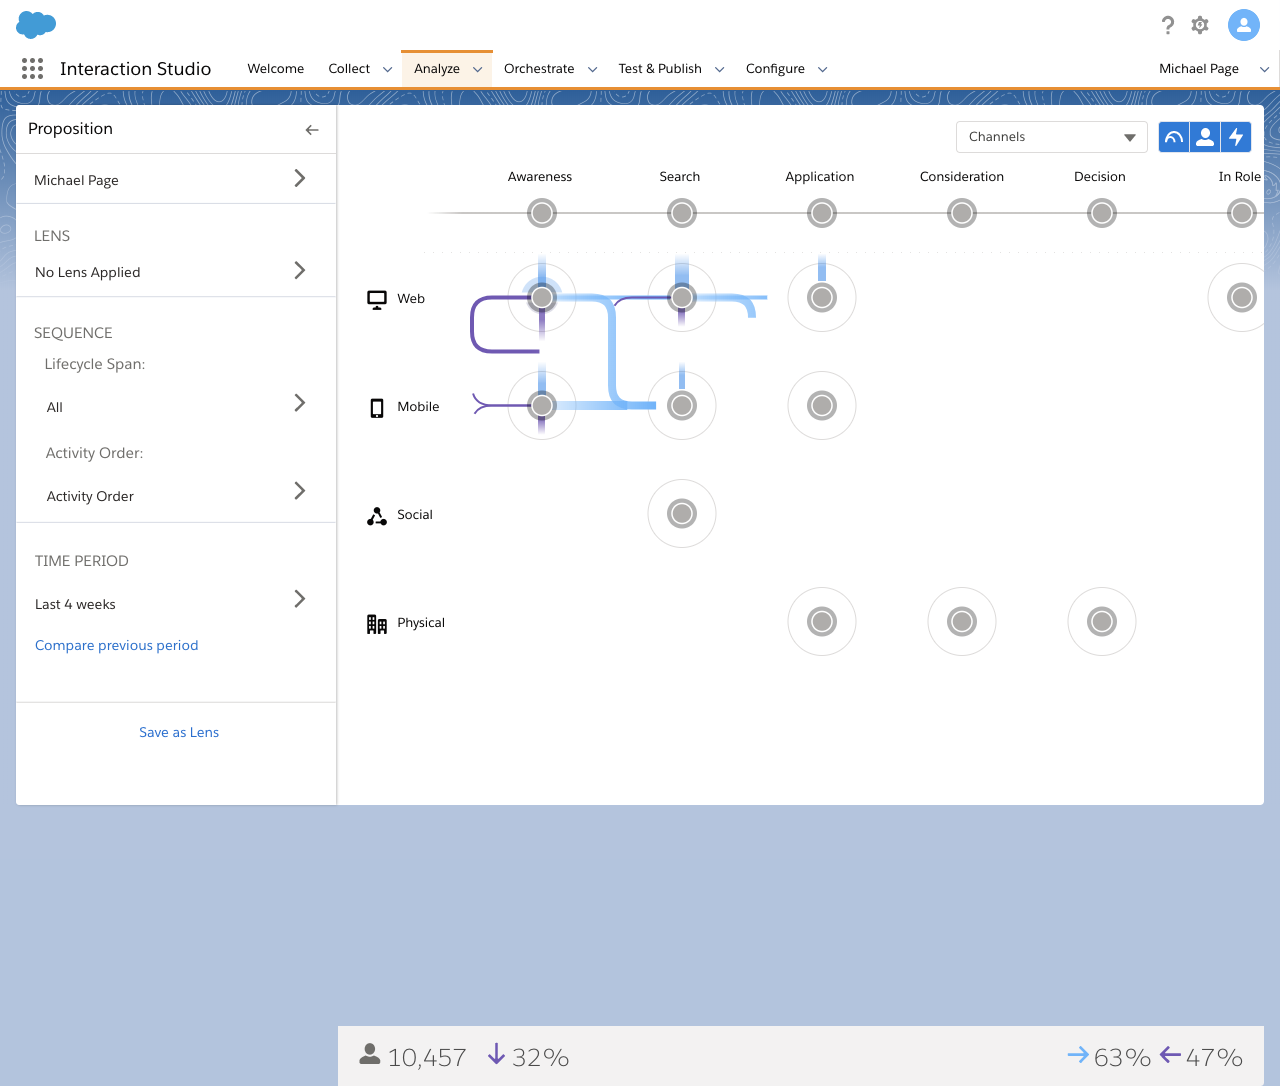 Interaction Studio
Welcome
Collect
Analyze
Orchestrate
Test & Publish
Configure
Michael Page
Proposition
Michael Page
LENS
No Lens Applied
SEQUENCE
Lifecycle Span:
All
Activity Order:
Activity Order
TIME PERIOD
Last 4 weeks
Compare previous period
Save as Lens
Channels
Awareness
Search
Application
Consideration
Decision
In Role
Web
Mobile
Social
Physical
10,457
32%
63%
47%